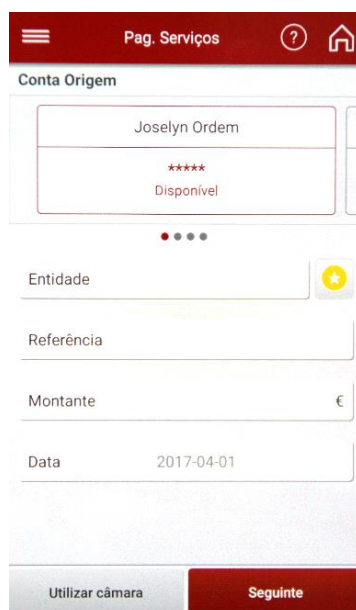 Pag. Serviços ?
Conta Origem
Joselyn Ordem
*****
Disponível
Entidade
Referência
Montante €
Data 2017-04-01
Utilizar câmara Seguinte